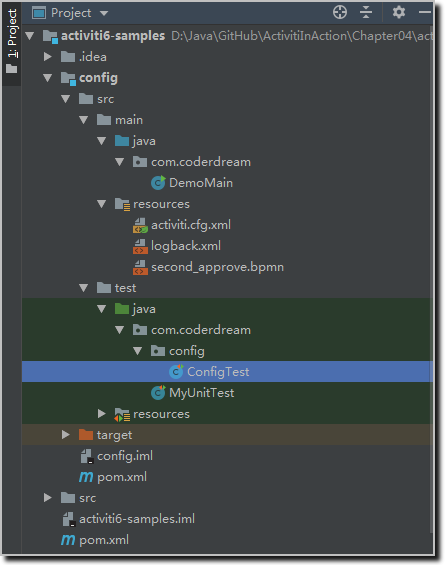 1: Project
Project
activiti6-samples D:\Java\GitHub\ActivitiInAction\Chapter04\act
.idea
config
src
main
java
com.coderdream
DemoMain
resources
activiti.cfg.xml
logback.xml
second_approve.bpmn
test
java
com.coderdream
config
ConfigTest
MyUnitTest
resources
target
config.iml
pom.xml
src
activiti6-samples.iml
pom.xml